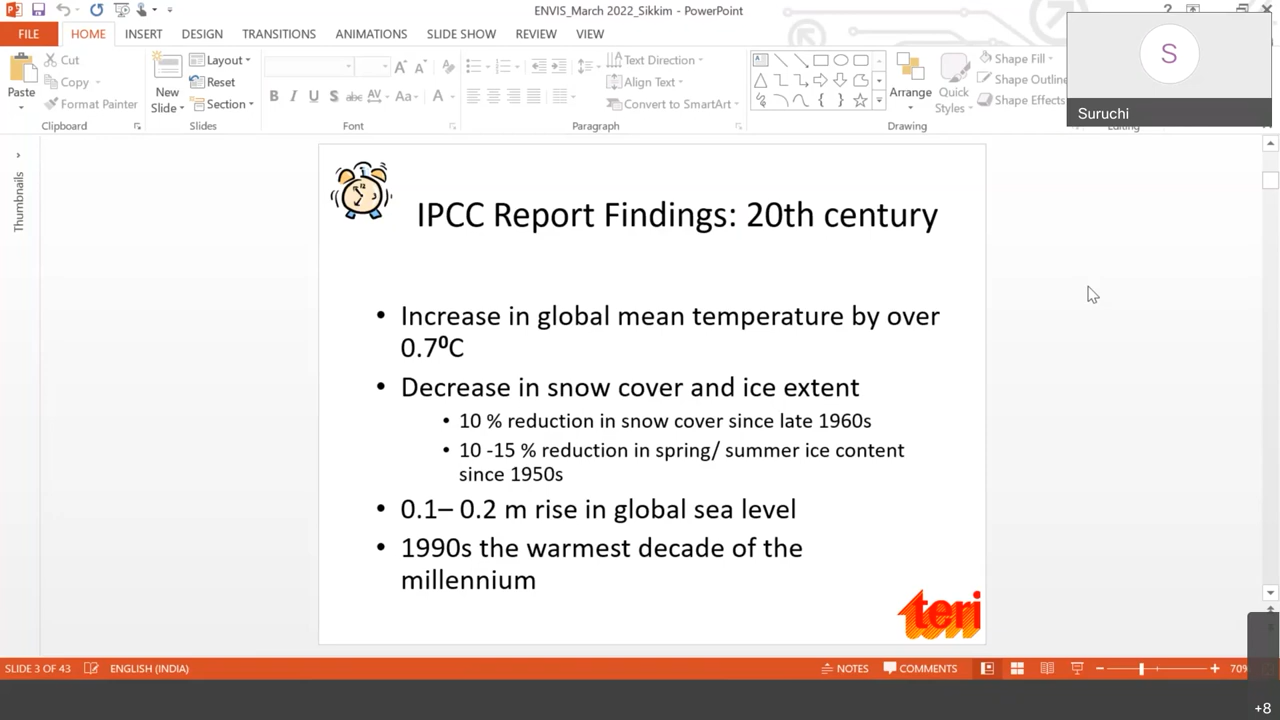 ENVIS_March 2022_Sikkim - PowerPoint
?
FILE HOME INSERT DESIGN TRANSITIONS ANIMATIONS SLIDE SHOW REVIEW VIEW
Paste
Cut
Copy
Format Painter
Clipboard
New
Slide
Layout
Reset
Section
Slides
B I U S abc AV Aa A
Font
Text Direction
Align Text
Convert to SmartArt
Paragraph
Arrange
Quick
Styles
Shape Fill
Shape Outline
Shape Effects
Drawing
Editing
S
Suruchi
Thumbnails
IPCC Report Findings: 20th century
• Increase in global mean temperature by over
0.7⁰C
• Decrease in snow cover and ice extent
• 10 % reduction in snow cover since late 1960s
• 10 -15 % reduction in spring/ summer ice content
since 1950s
• 0.1– 0.2 m rise in global sea level
• 1990s the warmest decade of the
millennium
teri
SLIDE 3 OF 43 ENGLISH (INDIA) NOTES COMMENTS 70%
+8